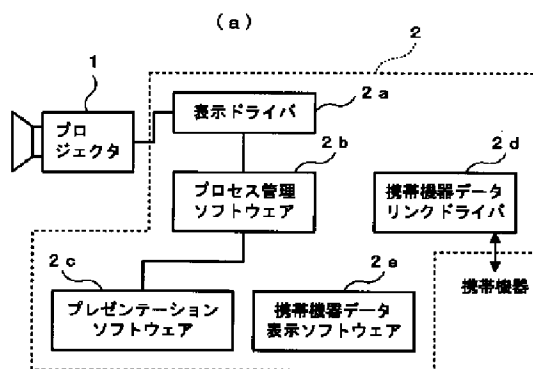 (a)
2
1
プロ
ジェクタ
表示ドライバ
2a
2b
プロセス管理
ソフトウェア
2d
携帯機器データ
リンクドライバ
携帯機器
2c
プレゼンテーション
ソフトウェア
2e
携帯機器データ
表示ソフトウェア